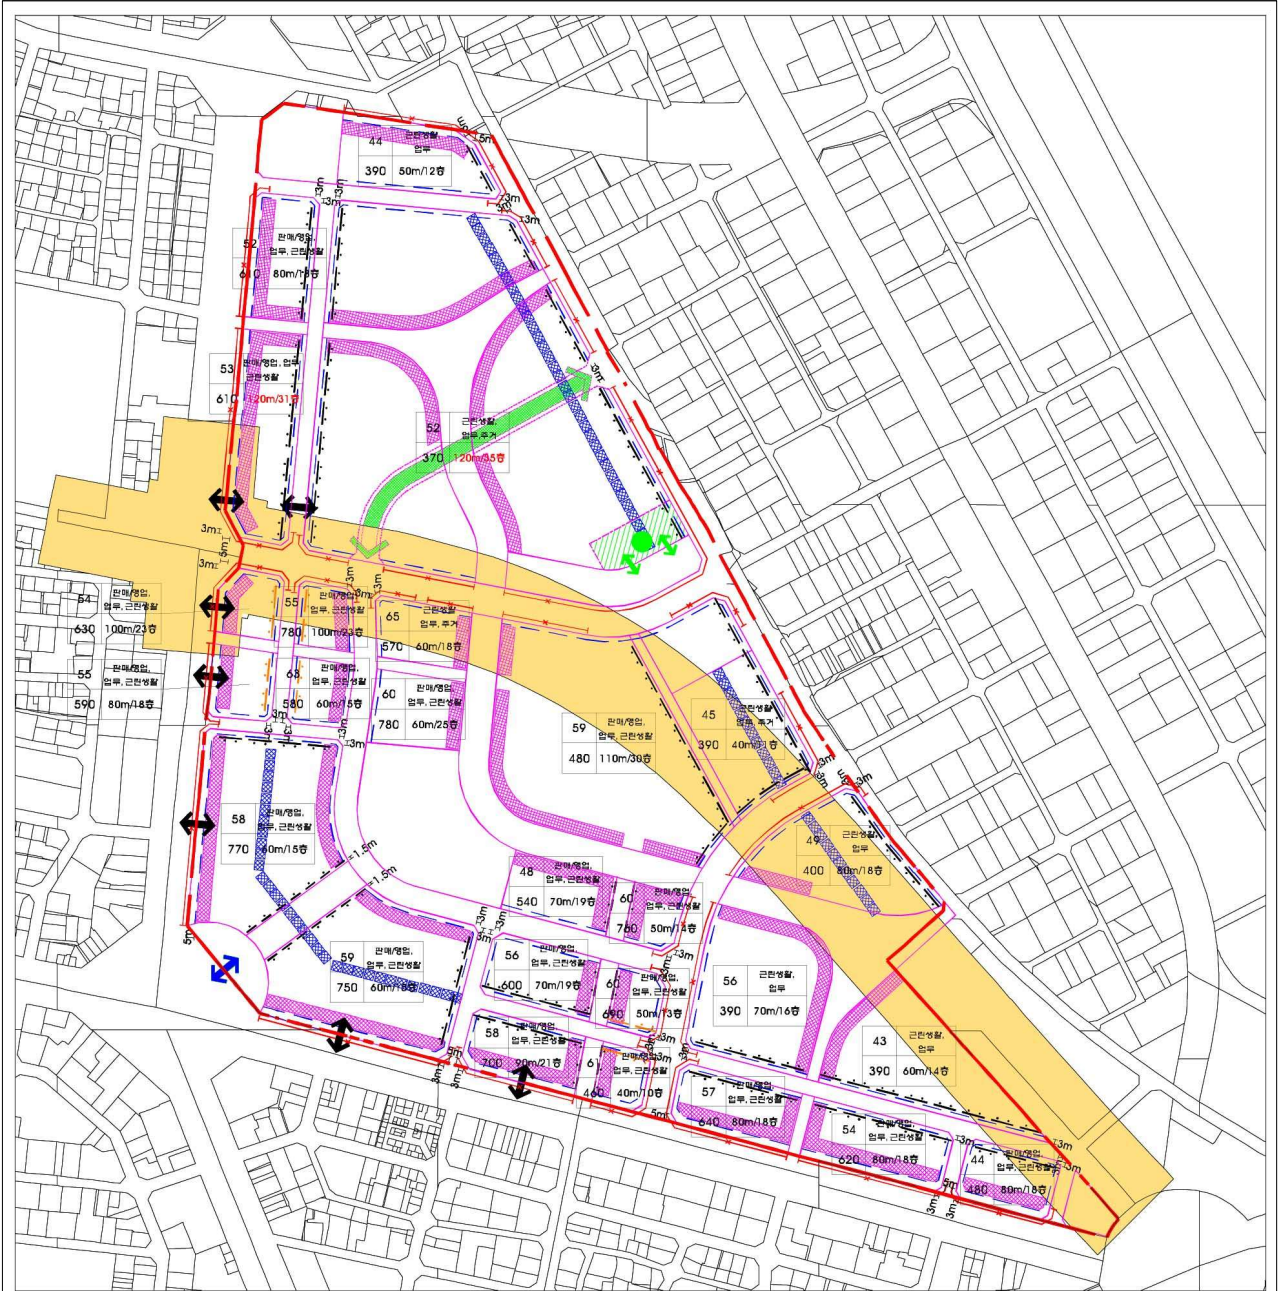 44
근린생활
업무
390
50m/12층
52
판매/영업,
업무, 근린생활
610
80m/18층
53
판매/영업, 업무,
근린생활
610
120m/31층
52
근린생활,
업무,주거
370
120m/35층
54
판매/영업,
업무, 근린생활
630
100m/23층
55
판매/영업,
업무, 근린생활
780
100m/23층
65
근린생활
업무, 주거
570
60m/18층
55
판매/영업,
업무, 근린생활
590
80m/18층
63
판매/영업,
업무, 근린생활
580
60m/15층
60
판매/영업,
업무, 근린생활
780
60m/25층
59
판매/영업,
업무, 근린생활
480
110m/30층
45
근린생활
업무, 주거
390
40m/11층
58
판매/영업,
업무, 근린생활
770
60m/15층
49
근린생활,
업무
400
80m/18층
48
판매/영업,
업무, 근린생활
540
70m/19층
60
판매/영업,
업무, 근린생활
760
50m/14층
59
판매/영업,
업무, 근린생활
750
56
판매/영업,
업무, 근린생활
600
70m/19층
60
판매/영업,
업무, 근린생활
690
50m/13층
56
근린생활,
업무
390
70m/16층
58
판매/영업,
업무, 근린생활
700
90m/21층
61
판매/영업,
업무, 근린생활
460
40m/10층
43
근린생활,
업무
390
60m/14층
57
판매/영업,
업무, 근린생활
640
80m/18층
54
판매/영업,
업무, 근린생활
620
80m/18층
44
판매/영업,
업무, 근린생활
480
80m/18층
3m
5m
1.5m
1.5m